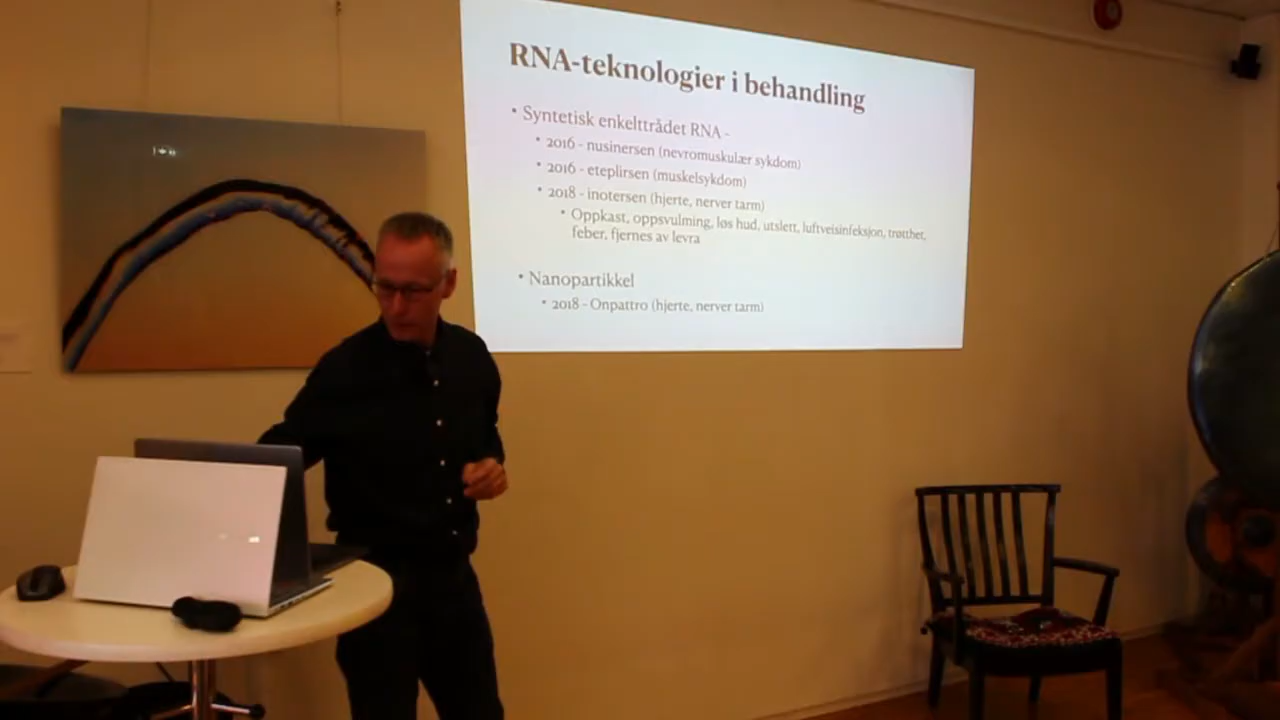 RNA-teknologier i behandling
• Syntetisk enkelttrådet RNA -
• 2016 - nusinersen (nevromuskulær sykdom)
• 2016 - eteplirsen (muskelsykdom)
• 2018 - inotersen (hjerte, nerver tarm)
• Oppkast, oppsvulming, løs hud, utslett, luftveisinfeksjon, trøtthet,
feber, fjernes av levra
• Nanopartikkel
• 2018 - Onpattro (hjerte, nerver tarm)